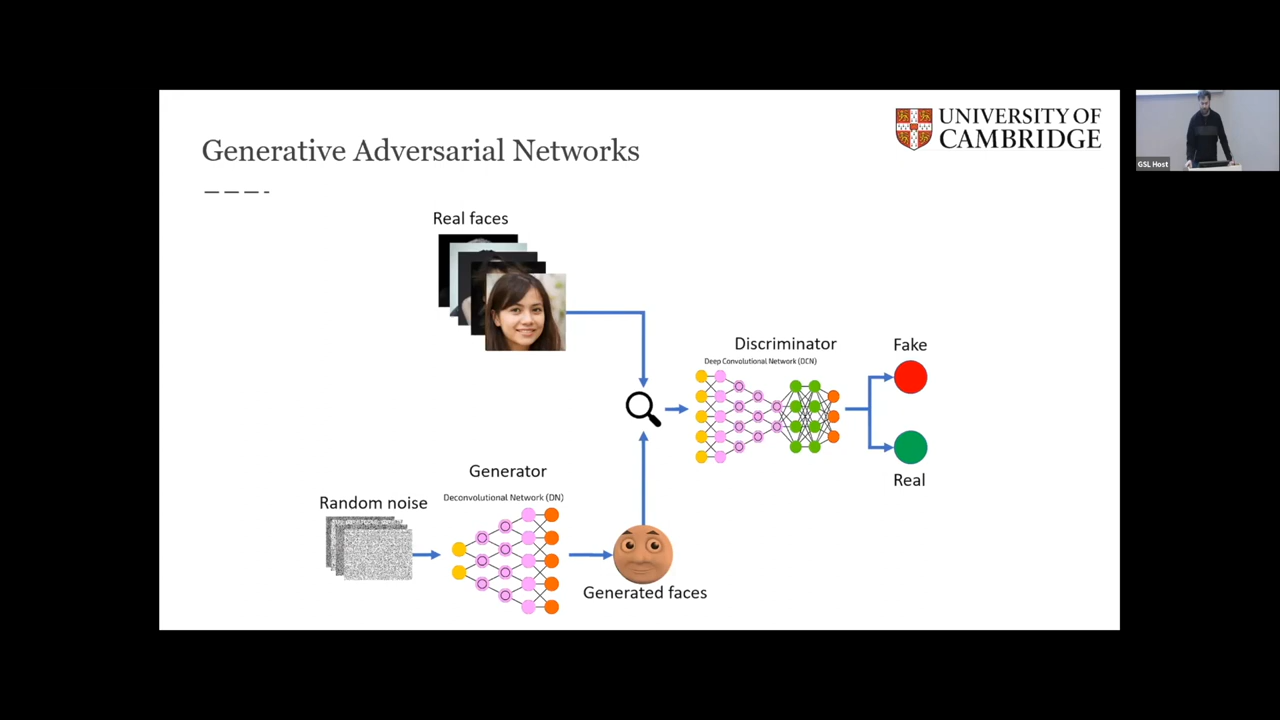 UNIVERSITY OF
CAMBRIDGE
Generative Adversarial Networks
GSL Host
Real faces
Discriminator
Deep Convolutional Network (DCN)
Fake
Real
Generator
Deconvolutional Network (DN)
Random noise
Generated faces